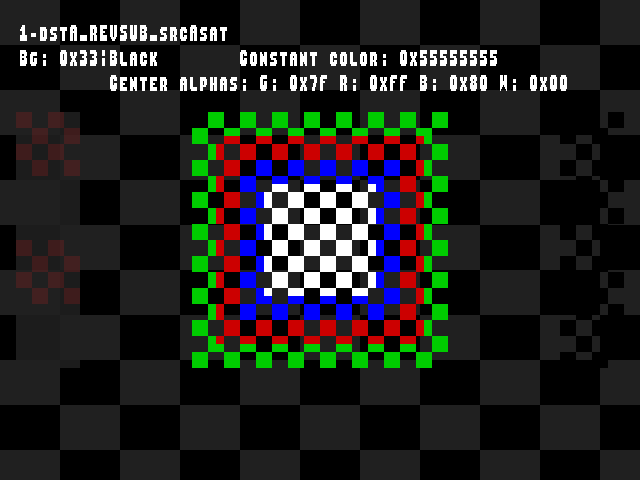 1-dstA_REVSUB_srcAsat
Bg: 0x33|Black Constant color: 0x55555555
Center alphas: G: 0x7f R: 0xff B: 0x80 W: 0x00